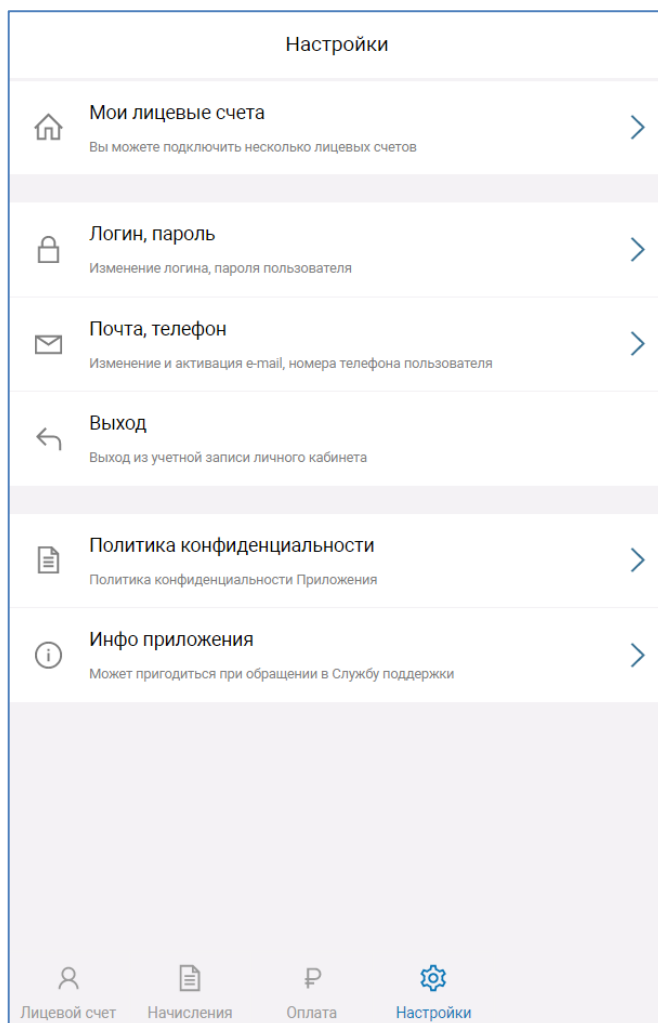 Настройки
Мои лицевые счета
Вы можете подключить несколько лицевых счетов
Логин, пароль
Изменение логина, пароля пользователя
Почта, телефон
Изменение и активация e-mail, номера телефона пользователя
Выход
Выход из учетной записи личного кабинета
Политика конфиденциальности
Политика конфиденциальности Приложения
Инфо приложения
Может пригодиться при обращении в Службу поддержки
Лицевой счет Начисления Оплата Настройки